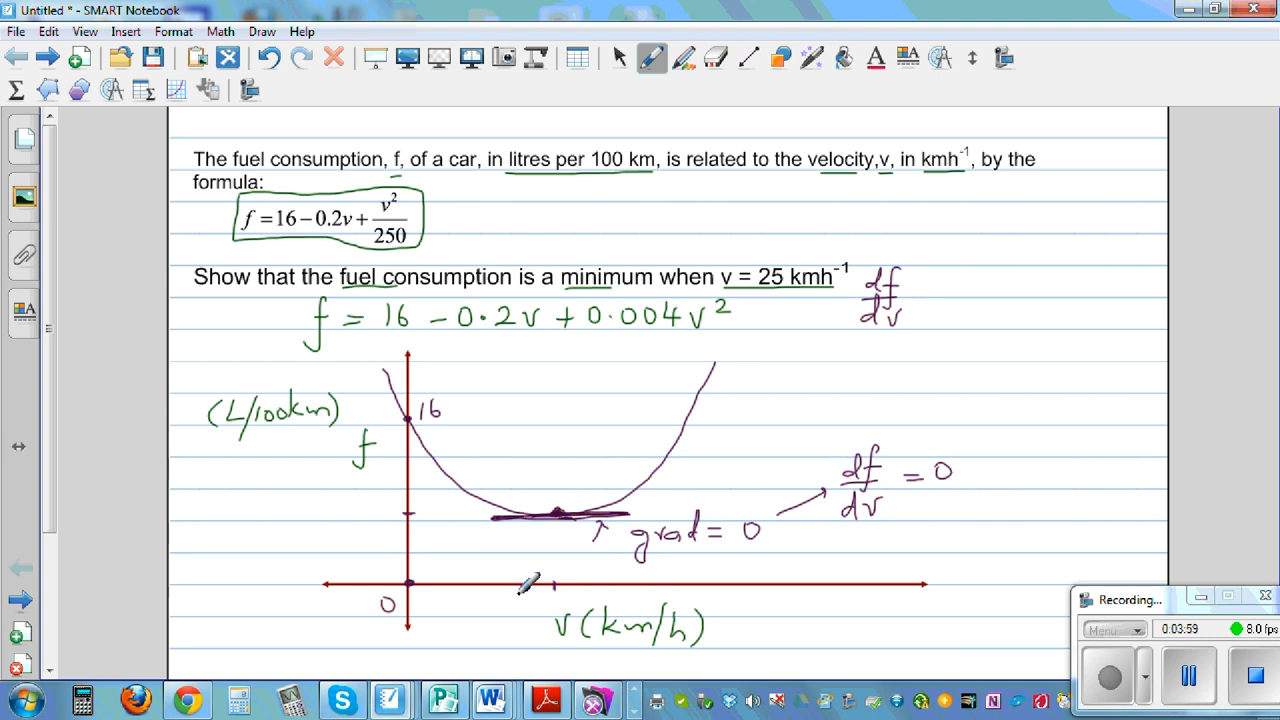 Untitled * - SMART Notebook
File Edit View Insert Format Math Draw Help
The fuel consumption, f, of a car, in litres per 100 km, is related to the velocity,v, in kmh⁻¹, by the
formula:
f = 16 − 0.2v + v²/250
Show that the fuel consumption is a minimum when v = 25 kmh⁻¹
df/dv
f = 16 - 0.2v + 0.004v²
16
(L/100km)
f
df/dv = 0
grad = 0
0
v (km/h)
Recording...
Menu
0:03:59
8.0 fps